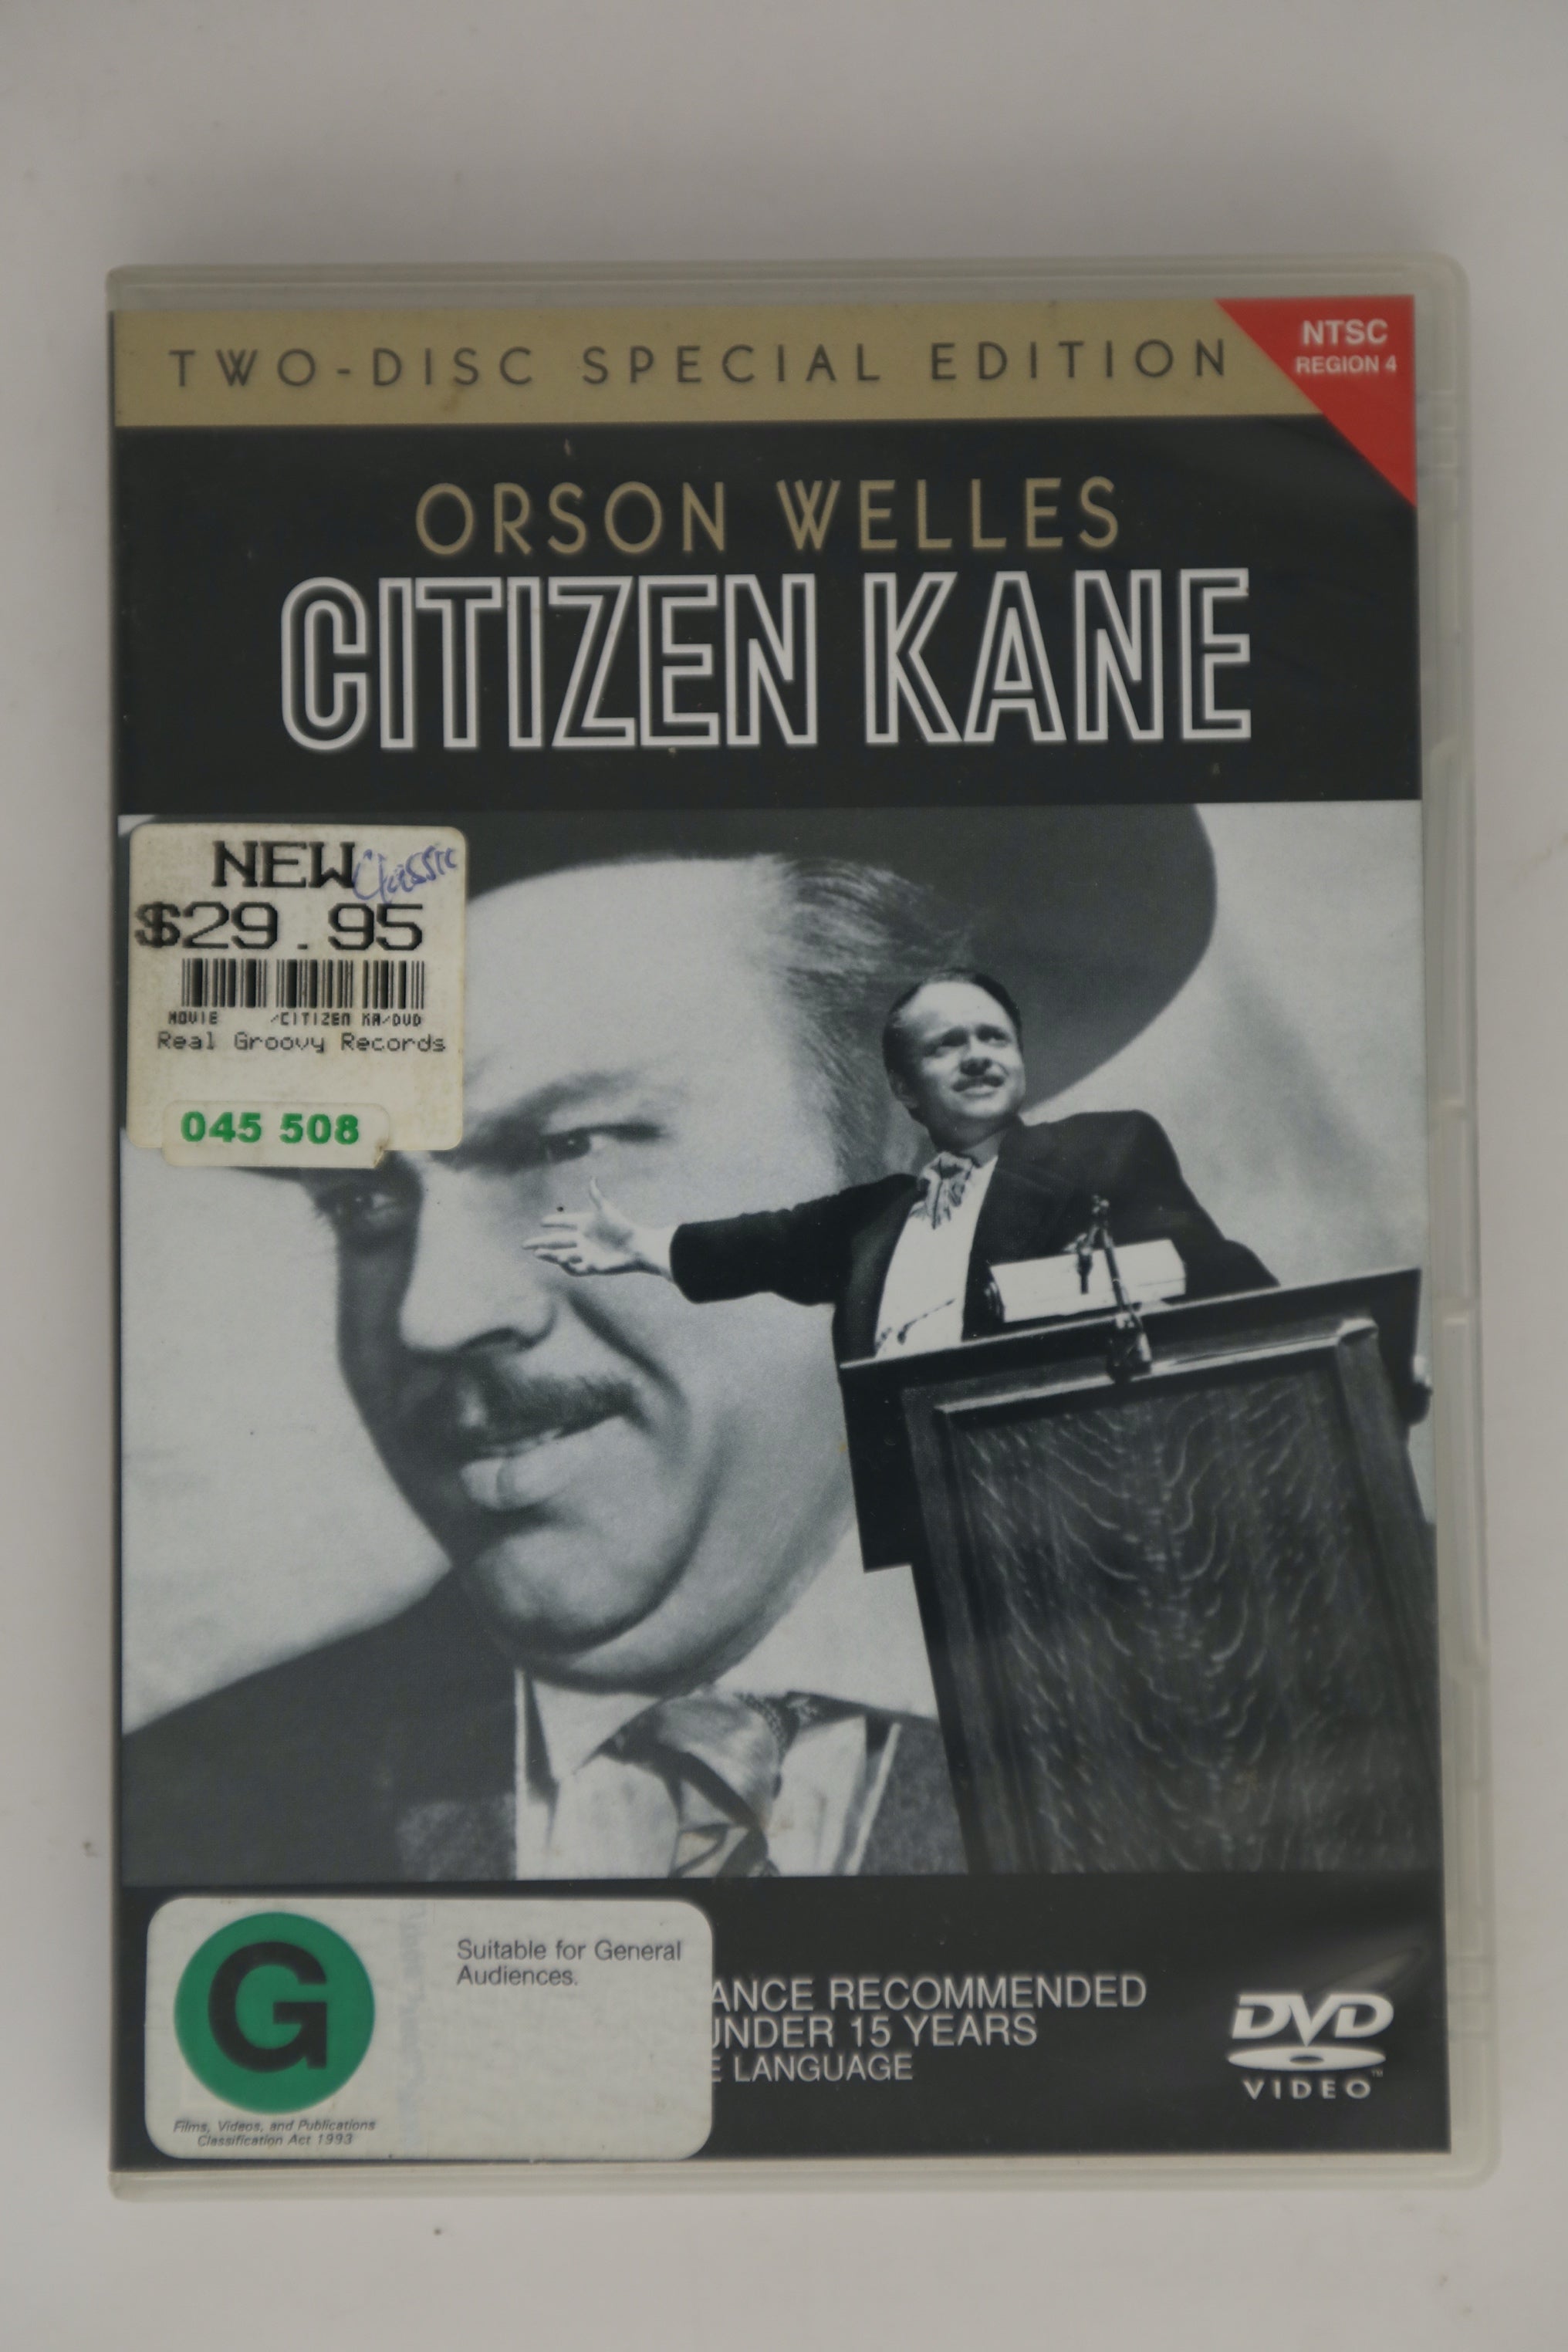 TWO-DISC SPECIAL EDITION
NTSC
REGION 4
ORSON WELLES
CITIZEN KANE
NEW Classic
$29.95
MOVIE /CITIZEN KA/DVD
Real Groovy Records
045 508
G
Suitable for General
Audiences.
Films, Videos, and Publications
Classification Act 1993
ANCE RECOMMENDED
UNDER 15 YEARS
E LANGUAGE
DVD
VIDEO™